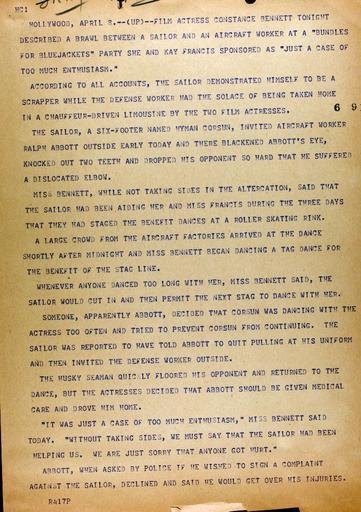 MC1
HOLLYWOOD, APRIL 8.--(UP)--FILM ACTRESS CONSTANCE BENNETT TONIGHT
DESCRIBED A BRAWL BETWEEN A SAILOR AND AN AIRCRAFT WORKER AT A "BUNDLES
FOR BLUEJACKETS" PARTY SHE AND KAY FRANCIS SPONSORED AS "JUST A CASE OF
TOO MUCH ENTHUSIASM."
ACCORDING TO ALL ACCOUNTS, THE SAILOR DEMONSTRATED HIMSELF TO BE A
SCRAPPER WHILE THE DEFENSE WORKER HAD THE SOLACE OF BEING TAKEN HOME
IN A CHAUFFEUR-DRIVEN LIMOUSINE BY THE TWO FILM ACTRESSES.
6 9
THE SAILOR, A SIX-FOOTER NAMED HYMAN CORSUN, INVITED AIRCRAFT WORKER
RALPH ABBOTT OUTSIDE EARLY TODAY AND THERE BLACKENED ABBOTT'S EYE,
KNOCKED OUT TWO TEETH AND DROPPED HIS OPPONENT SO HARD THAT HE SUFFERED
A DISLOCATED ELBOW.
MISS BENNETT, WHILE NOT TAKING SIDES IN THE ALTERCATION, SAID THAT
THE SAILOR HAD BEEN AIDING HER AND MISS FRANCIS DURING THE THREE DAYS
THAT THEY HAD STAGED THE BENEFIT DANCES AT A ROLLER SKATING RINK.
A LARGE CROWD FROM THE AIRCRAFT FACTORIES ARRIVED AT THE DANCE
SHORTLY AFTER MIDNIGHT AND MISS BENNETT BEGAN DANCING A TAG DANCE FOR
THE BENEFIT OF THE STAG LINE.
WHENEVER ANYONE DANCED TOO LONG WITH HER, MISS BENNETT SAID, THE
SAILOR WOULD CUT IN AND THEN PERMIT THE NEXT STAG TO DANCE WITH HER.
SOMEONE, APPARENTLY ABBOTT, DECIDED THAT CORSUN WAS DANCING WITH THE
ACTRESS TOO OFTEN AND TRIED TO PREVENT CORSUN FROM CONTINUING. THE
SAILOR WAS REPORTED TO HAVE TOLD ABBOTT TO QUIT PULLING AT HIS UNIFORM
AND THEN INVITED THE DEFENSE WORKER OUTSIDE.
THE HUSKY SEAMAN QUICKLY FLOORED HIS OPPONENT AND RETURNED TO THE
DANCE, BUT THE ACTRESSES DECIDED THAT ABBOTT SHOULD BE GIVEN MEDICAL
CARE AND DROVE HIM HOME.
"IT WAS JUST A CASE OF TOO MUCH ENTHUSIASM," MISS BENNETT SAID
TODAY. "WITHOUT TAKING SIDES, WE MUST SAY THAT THE SAILOR HAD BEEN
HELPING US. WE ARE JUST SORRY THAT ANYONE GOT HURT."
ABBOTT, WHEN ASKED BY POLICE IF HE WISHED TO SIGN A COMPLAINT
AGAINST THE SAILOR, DECLINED AND SAID HE WOULD GET OVER HIS INJURIES.
R417P